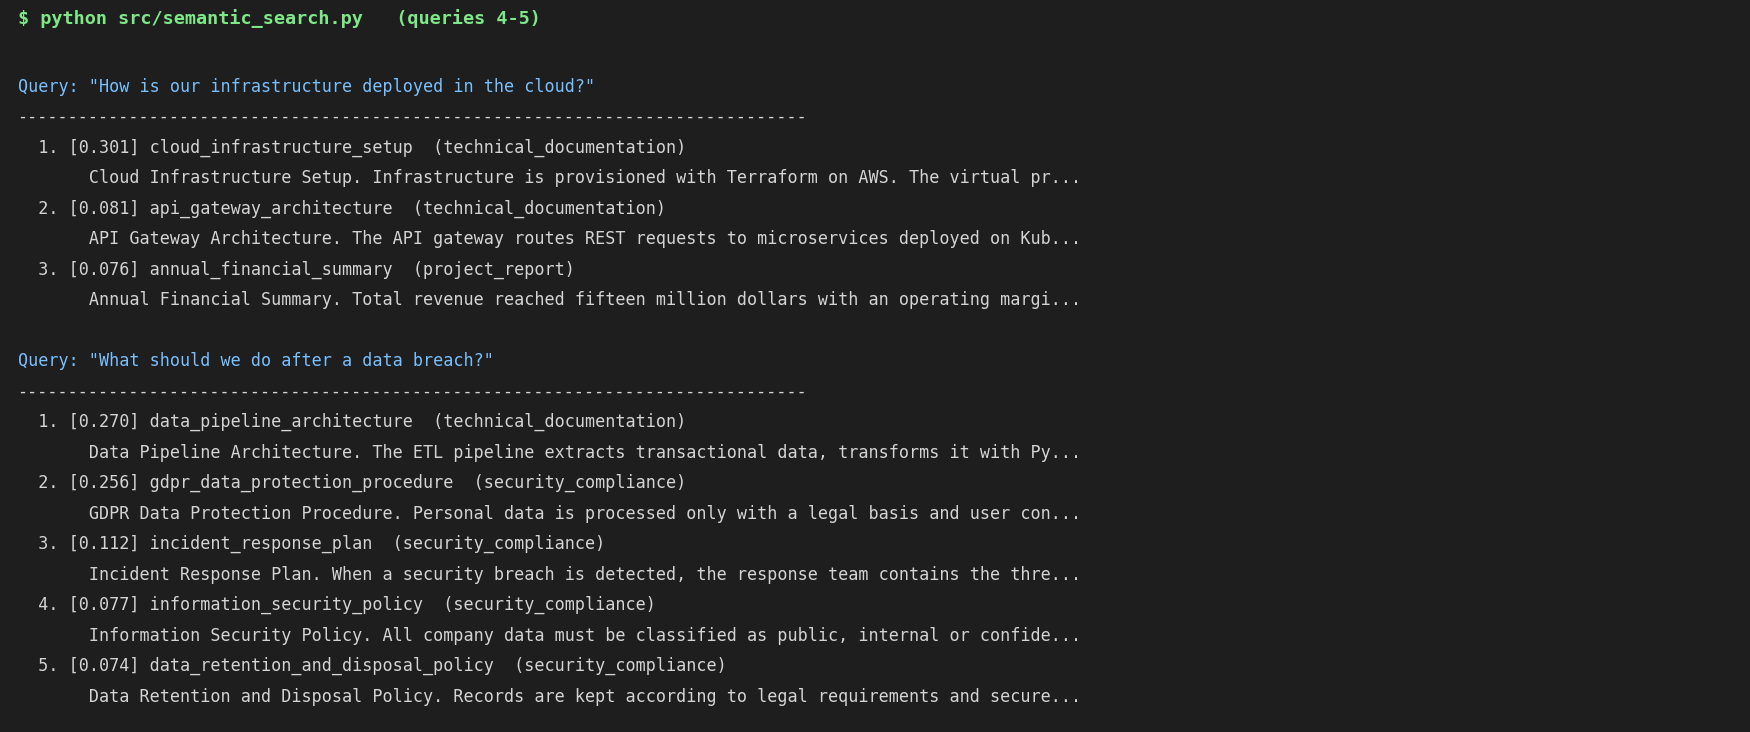 $ python src/semantic_search.py   (queries 4-5)
Query: "How is our infrastructure deployed in the cloud?"
------------------------------------------------------------------------------
1. [0.301] cloud_infrastructure_setup  (technical_documentation)
Cloud Infrastructure Setup. Infrastructure is provisioned with Terraform on AWS. The virtual pr...
2. [0.081] api_gateway_architecture  (technical_documentation)
API Gateway Architecture. The API gateway routes REST requests to microservices deployed on Kub...
3. [0.076] annual_financial_summary  (project_report)
Annual Financial Summary. Total revenue reached fifteen million dollars with an operating margi...
Query: "What should we do after a data breach?"
------------------------------------------------------------------------------
1. [0.270] data_pipeline_architecture  (technical_documentation)
Data Pipeline Architecture. The ETL pipeline extracts transactional data, transforms it with Py...
2. [0.256] gdpr_data_protection_procedure  (security_compliance)
GDPR Data Protection Procedure. Personal data is processed only with a legal basis and user con...
3. [0.112] incident_response_plan  (security_compliance)
Incident Response Plan. When a security breach is detected, the response team contains the thre...
4. [0.077] information_security_policy  (security_compliance)
Information Security Policy. All company data must be classified as public, internal or confide...
5. [0.074] data_retention_and_disposal_policy  (security_compliance)
Data Retention and Disposal Policy. Records are kept according to legal requirements and secure...